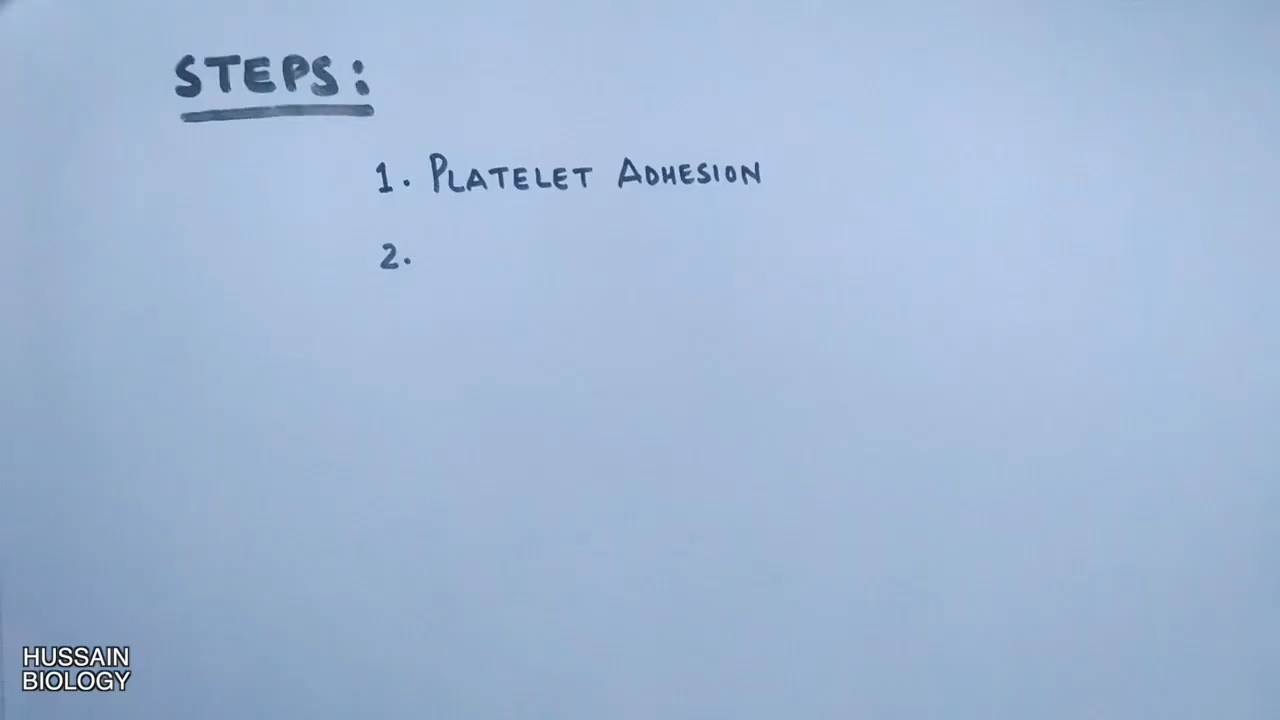 STEPS:
1. PLATELET ADHESION
2.
HUSSAIN
BIOLOGY